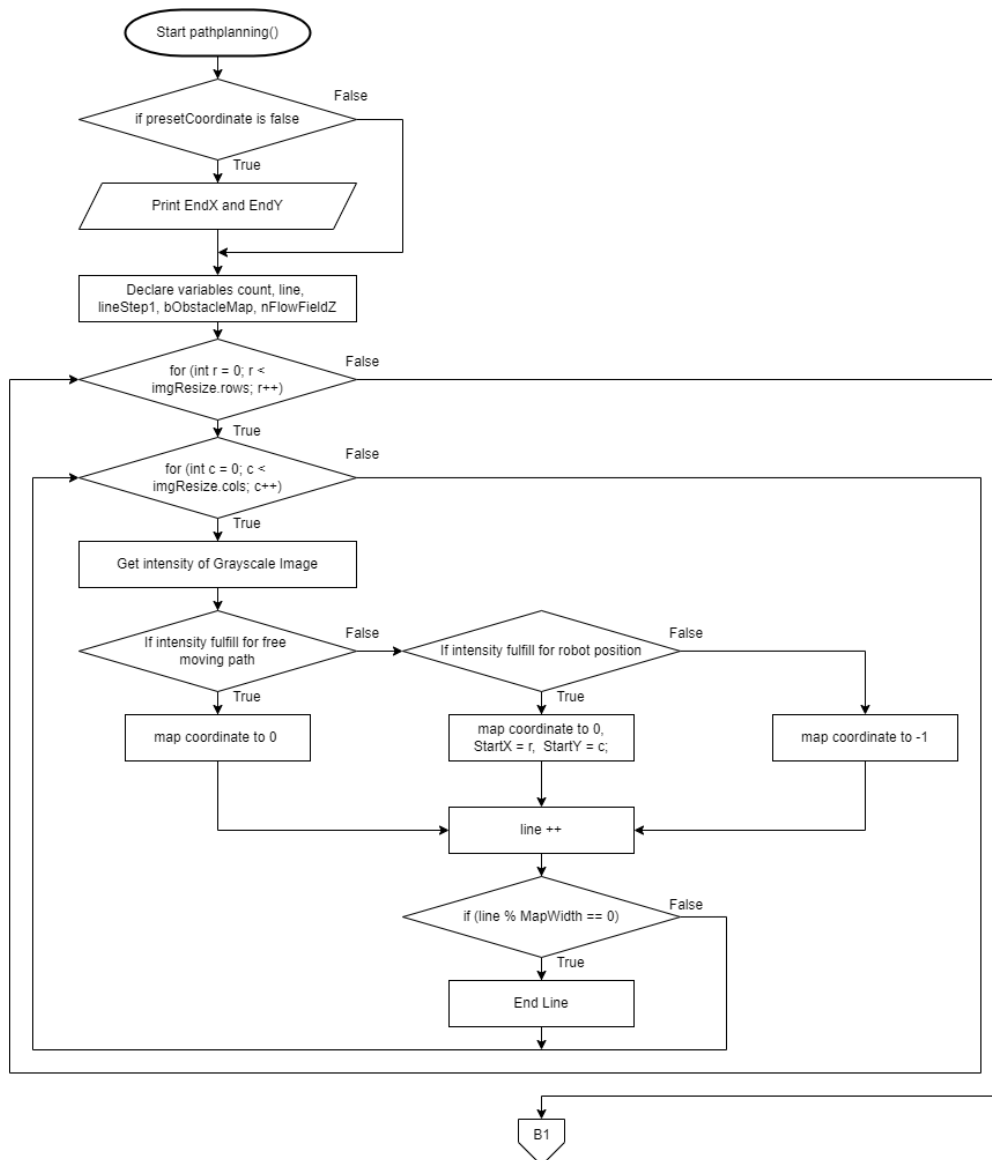 Start pathplanning()
False
if presetCoordinate is false
True
Print EndX and EndY
Declare variables count, line,
lineStep1, bObstacleMap, nFlowFieldZ
False
for (int r = 0; r <
imgResize.rows; r++)
True
False
for (int c = 0; c <
imgResize.cols; c++)
True
Get intensity of Grayscale Image
False
False
If intensity fulfill for free
moving path
If intensity fulfill for robot position
True
True
map coordinate to 0
map coordinate to 0,
StartX = r, StartY = c;
map coordinate to -1
line ++
False
if (line % MapWidth == 0)
True
End Line
B1